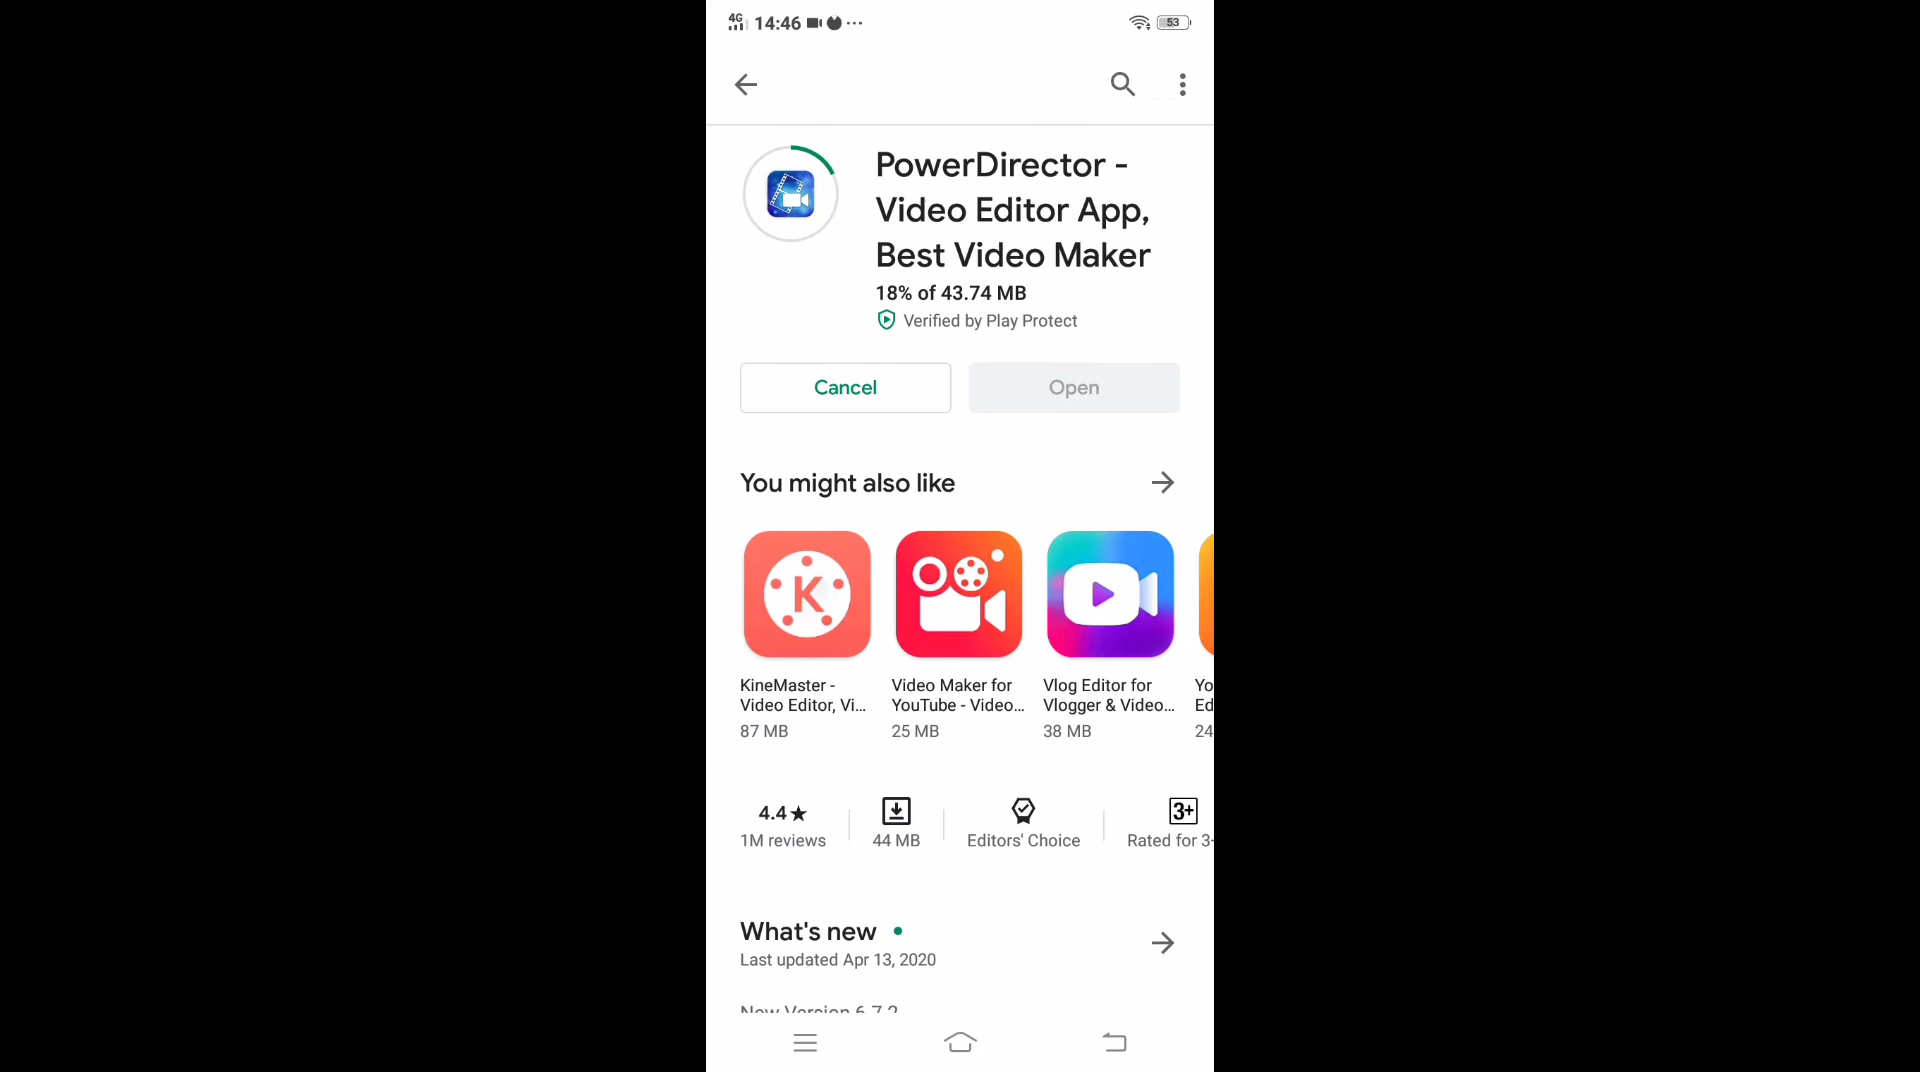 4G 14:46 ... 53
PowerDirector -
Video Editor App,
Best Video Maker
18% of 43.74 MB
Verified by Play Protect
Cancel Open
You might also like
K
KineMaster - Video Maker for Vlog Editor for Yo
Video Editor, Vi... YouTube - Video... Vlogger & Video... Ed
87 MB 25 MB 38 MB 24
4.4★ 3+
1M reviews 44 MB Editors' Choice Rated for 3
What's new
Last updated Apr 13, 2020
New Version 6.7.2